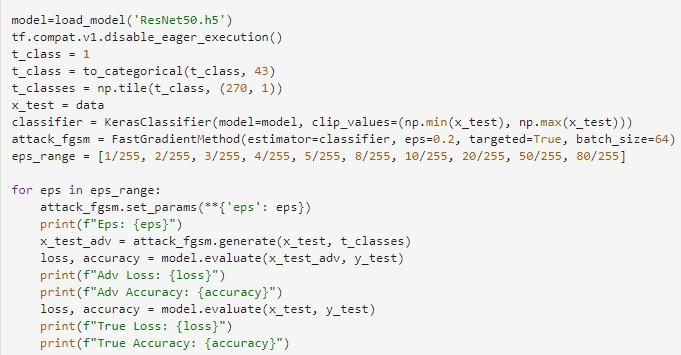 model=load_model('ResNet50.h5')
tf.compat.v1.disable_eager_execution()
t_class = 1
t_class = to_categorical(t_class, 43)
t_classes = np.tile(t_class, (270, 1))
x_test = data
classifier = KerasClassifier(model=model, clip_values=(np.min(x_test), np.max(x_test)))
attack_fgsm = FastGradientMethod(estimator=classifier, eps=0.2, targeted=True, batch_size=64)
eps_range = [1/255, 2/255, 3/255, 4/255, 5/255, 8/255, 10/255, 20/255, 50/255, 80/255]

for eps in eps_range:
    attack_fgsm.set_params(**{'eps': eps})
    print(f"Eps: {eps}")
    x_test_adv = attack_fgsm.generate(x_test, t_classes)
    loss, accuracy = model.evaluate(x_test_adv, y_test)
    print(f"Adv Loss: {loss}")
    print(f"Adv Accuracy: {accuracy}")
    loss, accuracy = model.evaluate(x_test, y_test)
    print(f"True Loss: {loss}")
    print(f"True Accuracy: {accuracy}")